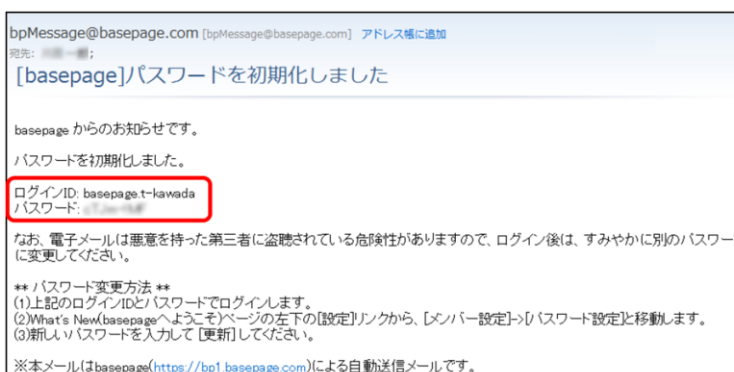 bpMessage@basepage.com [bpMessage@basepage.com] アドレス帳に追加
宛先: ;
[basepage]パスワードを初期化しました
basepage からのお知らせです。
パスワードを初期化しました。
ログインID: basepage.t-kawada
パスワード:
なお、電子メールは悪意を持った第三者に盗聴されている危険性がありますので、ログイン後は、すみやかに別のパスワー
に変更してください。
** パスワード変更方法 **
(1)上記のログインIDとパスワードでログインします。
(2)What's New(basepageへようこそ)ページの左下の[設定]リンクから、[メンバー設定]->[パスワード設定]と移動します。
(3)新しいパスワードを入力して [更新] してください。
※本メールはbasepage(https://bp1.basepage.com)による自動送信メールです。